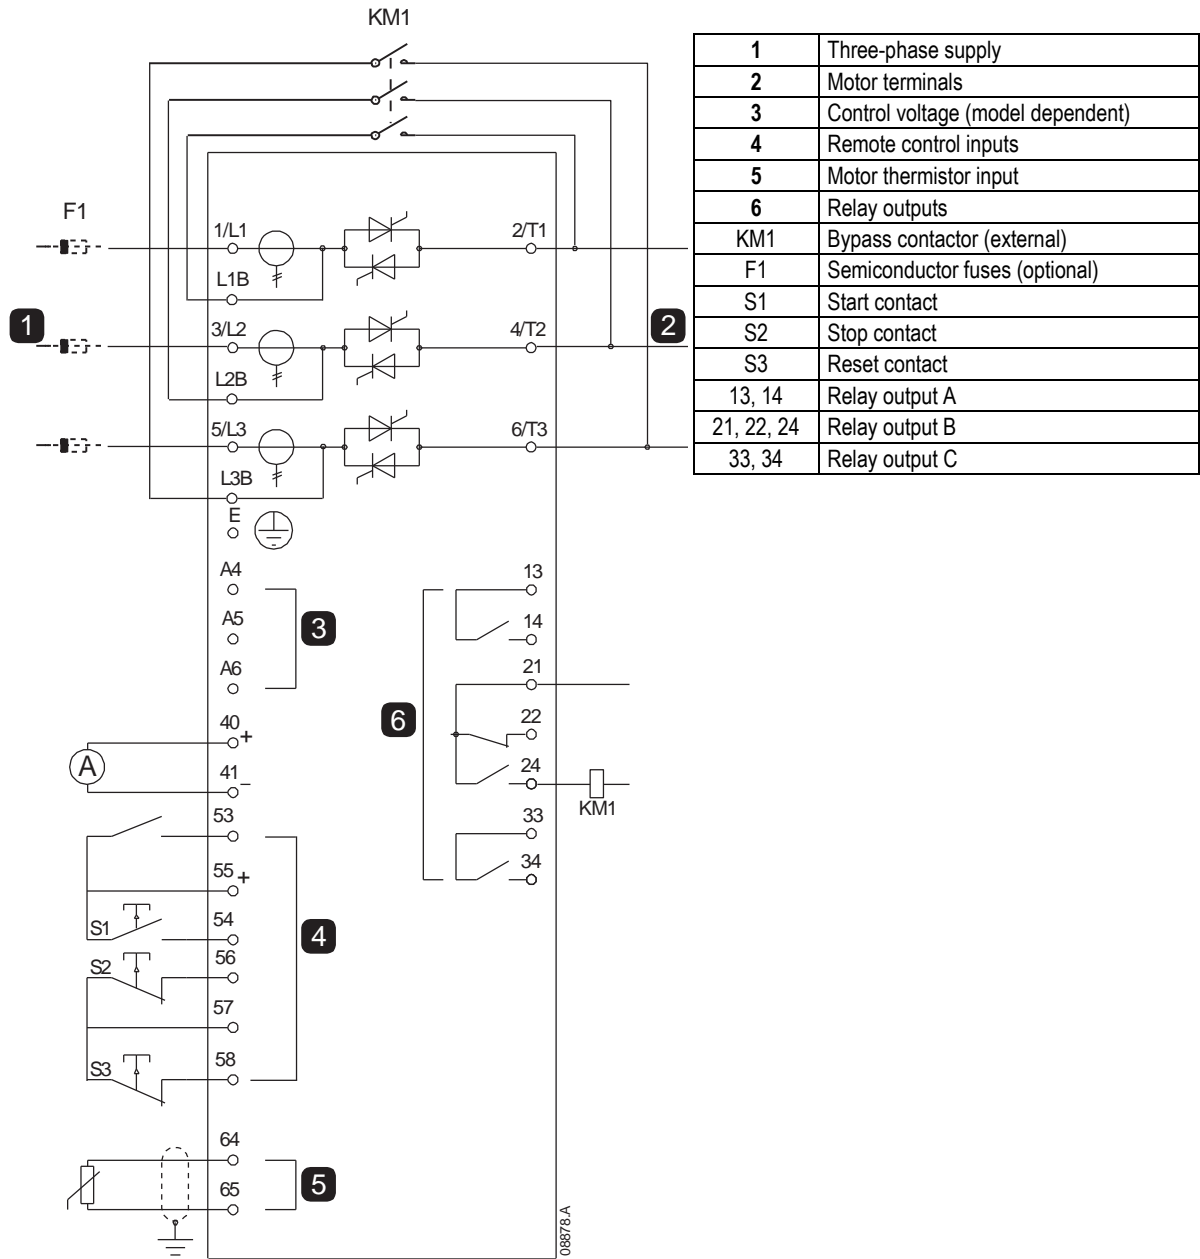 KM1
1 Three-phase supply
2 Motor terminals
3 Control voltage (model dependent)
4 Remote control inputs
5 Motor thermistor input
6 Relay outputs
KM1 Bypass contactor (external)
F1 Semiconductor fuses (optional)
S1 Start contact
S2 Stop contact
S3 Reset contact
13, 14 Relay output A
21, 22, 24 Relay output B
33, 34 Relay output C
F1
1/L1
2/T1
L1B
1
3/L2
4/T2
2
L2B
5/L3
6/T3
L3B
E
A4
A5
3
A6
13
14
21
6
22
24
KM1
33
34
40
+
A
41
–
53
55
+
S1
54
4
S2
56
57
S3
58
64
5
65
08878.A